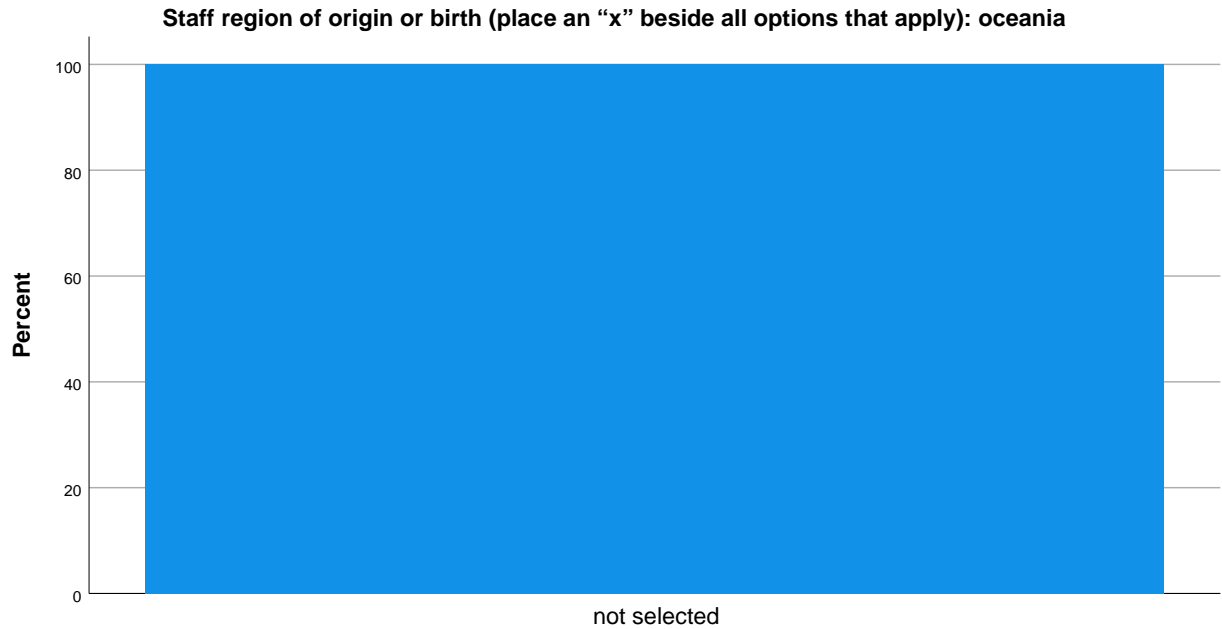 Staff region of origin or birth (place an “x” beside all options that apply): oceania
100
80
60
40
20
0
Percent
not selected